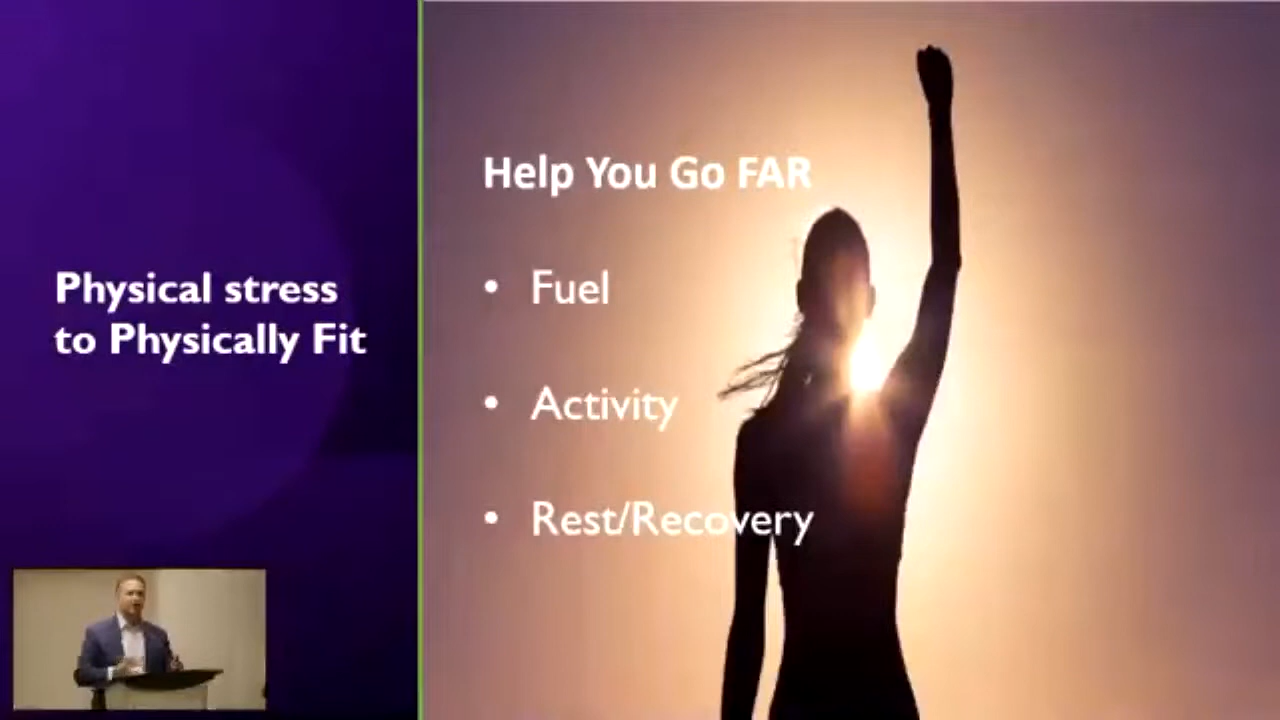 Physical stress
to Physically Fit
Help You Go FAR
• Fuel
• Activity
• Rest/Recovery